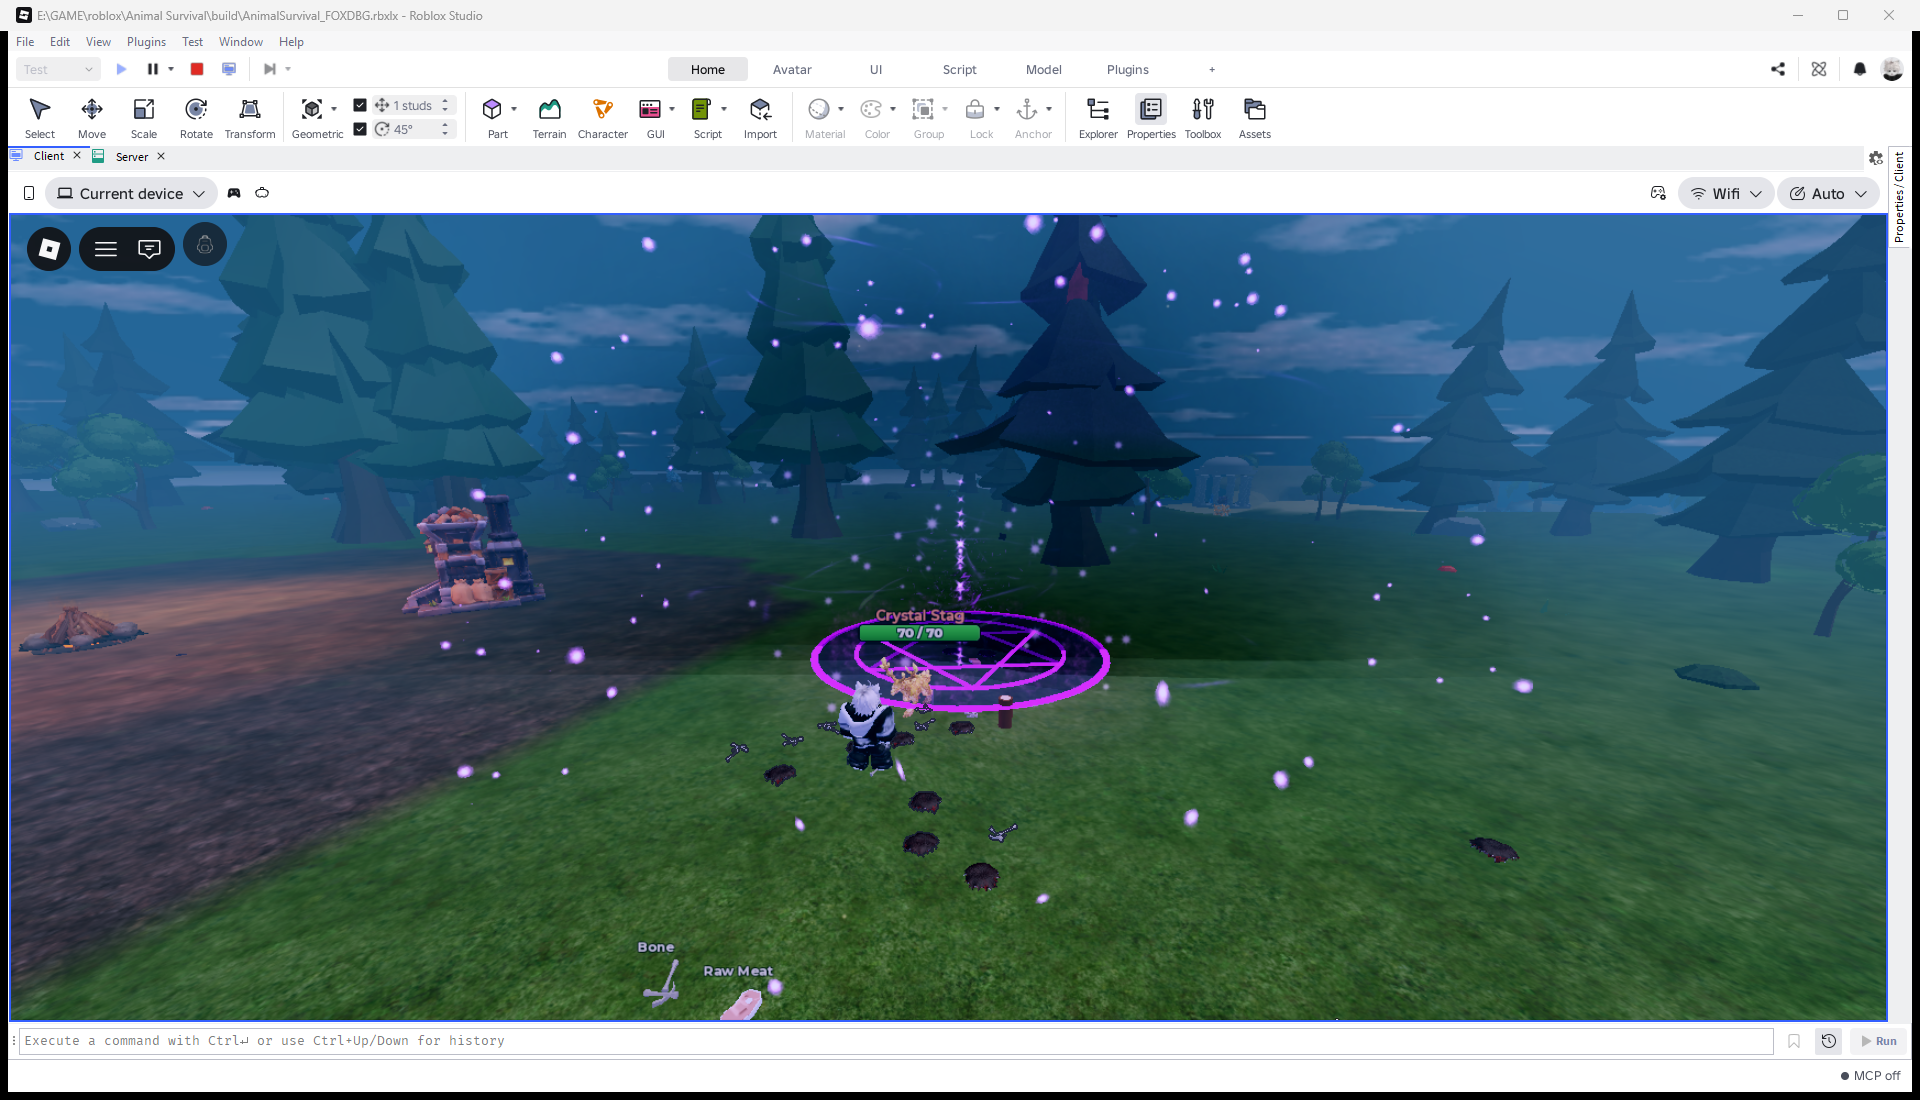 E:\GAME\roblox\Animal Survival\build\AnimalSurvival_FOXDBG.rbxlx - Roblox Studio
File Edit View Plugins Test Window Help
Test
Home Avatar UI Script Model Plugins +
1 studs
45°
Select Move Scale Rotate Transform Geometric Part Terrain Character GUI Script Import Material Color Group Lock Anchor Explorer Properties Toolbox Assets
Client Server
Current device
Wifi
Auto
Properties / Client
Crystal Stag
70 / 70
Bone
Raw Meat
Execute a command with Ctrl↵ or use Ctrl+Up/Down for history
Run
MCP off